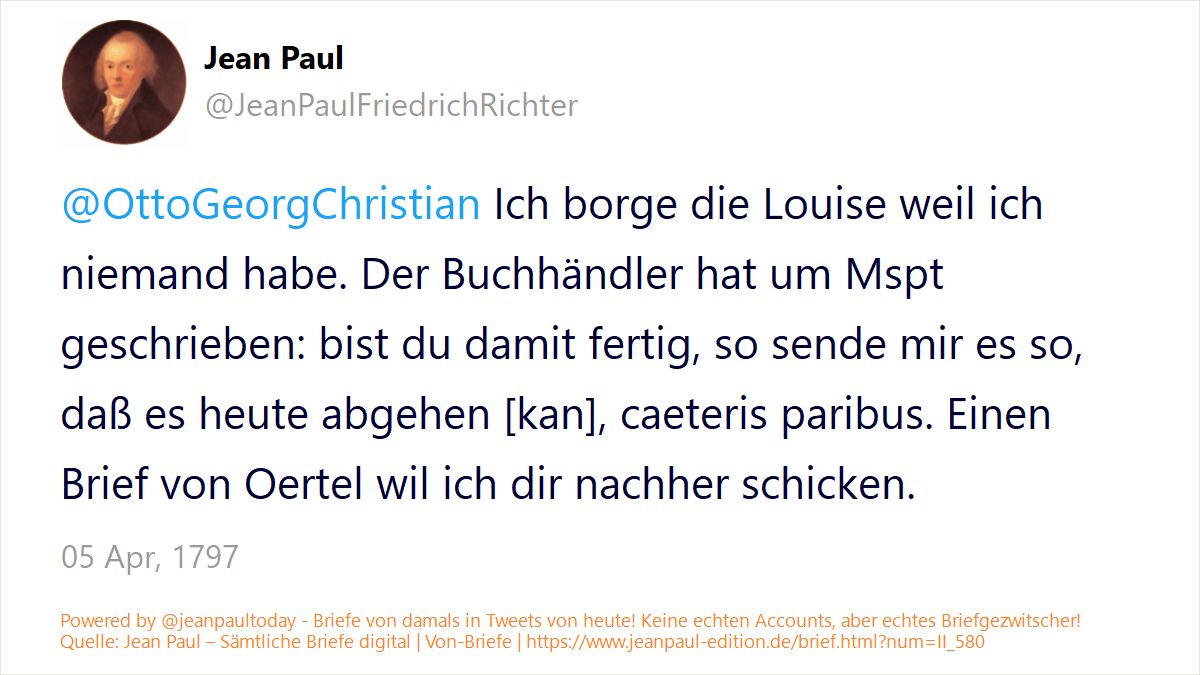 Jean Paul
@JeanPaulFriedrichRichter
@OttoGeorgChristian Ich borge die Louise weil ich
niemand habe. Der Buchhändler hat um Mspt
geschrieben: bist du damit fertig, so sende mir es so,
daß es heute abgehen [kan], caeteris paribus. Einen
Brief von Oertel wil ich dir nachher schicken.
05 Apr, 1797
Powered by @jeanpaultoday - Briefe von damals in Tweets von heute! Keine echten Accounts, aber echtes Briefgezwitscher!
Quelle: Jean Paul – Sämtliche Briefe digital | Von-Briefe | https://www.jeanpaul-edition.de/brief.html?num=II_580